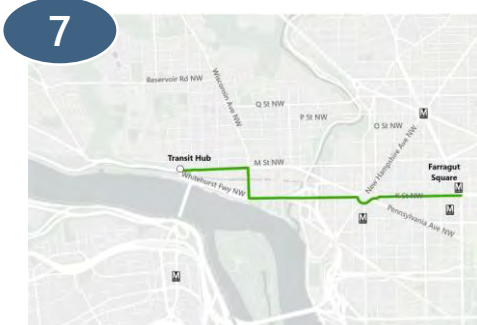 7
Reservoir Rd NW
Wisconsin Ave NW
Q St NW
P St NW
O St NW
M
New Hampshire Ave NW
Transit Hub
M St NW
Farragut
Square
M
Whitehurst Fwy NW
K St NW
M
M
Pennsylvania Ave NW
M